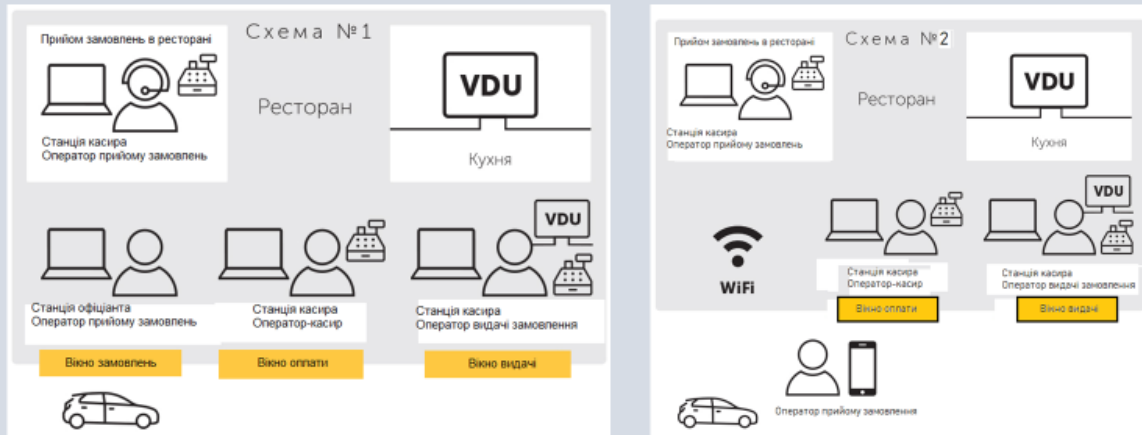 Схема №1
Прийом замовлень в ресторані
Ресторан
VDU
Станція касира
Оператор прийому замовлень
Кухня
VDU
Станція офіціанта
Оператор прийому замовлень
Станція касира
Оператор-касир
Станція касира
Оператор видачі замовлення
Вікно замовлень
Вікно оплати
Вікно видачі
Схема №2
Прийом замовлень в ресторані
Ресторан
VDU
Станція касира
Оператор прийому замовлень
Кухня
VDU
WiFi
Станція касира
Оператор-касир
Станція касира
Оператор видачі замовлення
Вікно оплати
Вікно видачі
Оператор прийому замовлення